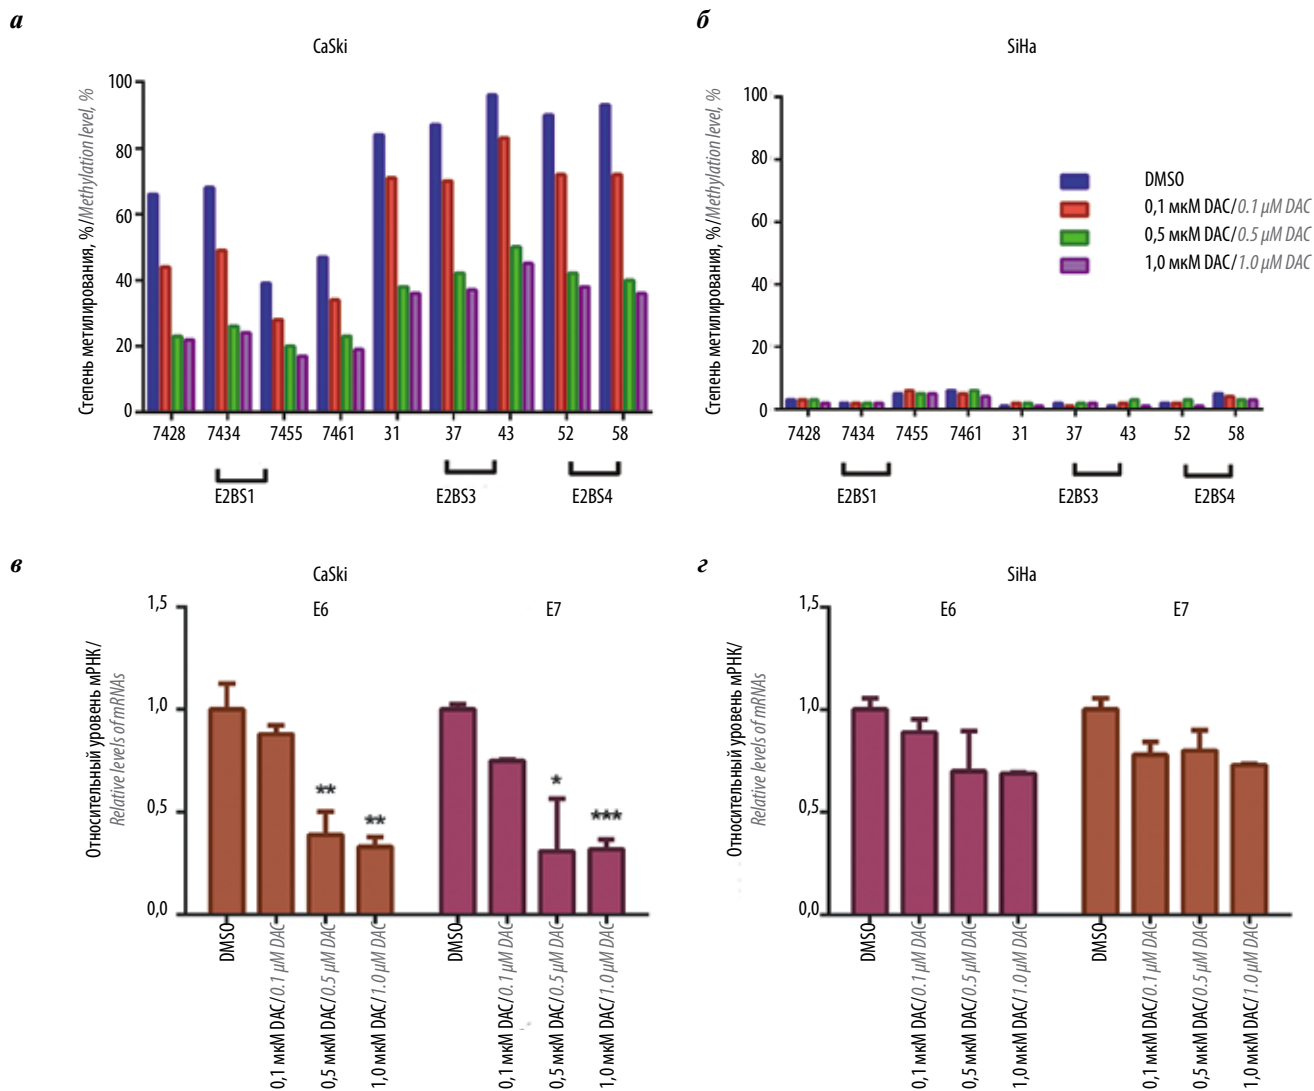 а
CaSki
Степень метилирования, %/Methylation level, %
100
80
60
40
20
0
7428 7434 7455 7461 31 37 43 52 58
E2BS1 E2BS3 E2BS4
б
SiHa
Степень метилирования, %/Methylation level, %
100
80
60
40
20
0
DMSO
0,1 мкМ DAC/0.1 µM DAC
0,5 мкМ DAC/0.5 µM DAC
1,0 мкМ DAC/1.0 µM DAC
7428 7434 7455 7461 31 37 43 52 58
E2BS1 E2BS3 E2BS4
в
CaSki
E6 E7
Относительный уровень мРНК/
Relative levels of mRNAs
1,5
1,0
0,5
0,0
** ** * ***
DMSO
0,1 мкМ DAC/0.1 µM DAC
0,5 мкМ DAC/0.5 µM DAC
1,0 мкМ DAC/1.0 µM DAC
DMSO
0,1 мкМ DAC/0.1 µM DAC
0,5 мкМ DAC/0.5 µM DAC
1,0 мкМ DAC/1.0 µM DAC
г
SiHa
E6 E7
Относительный уровень мРНК/
Relative levels of mRNAs
1,5
1,0
0,5
0,0
DMSO
0,1 мкМ DAC/0.1 µM DAC
0,5 мкМ DAC/0.5 µM DAC
1,0 мкМ DAC/1.0 µM DAC
DMSO
0,1 мкМ DAC/0.1 µM DAC
0,5 мкМ DAC/0.5 µM DAC
1,0 мкМ DAC/1.0 µM DAC